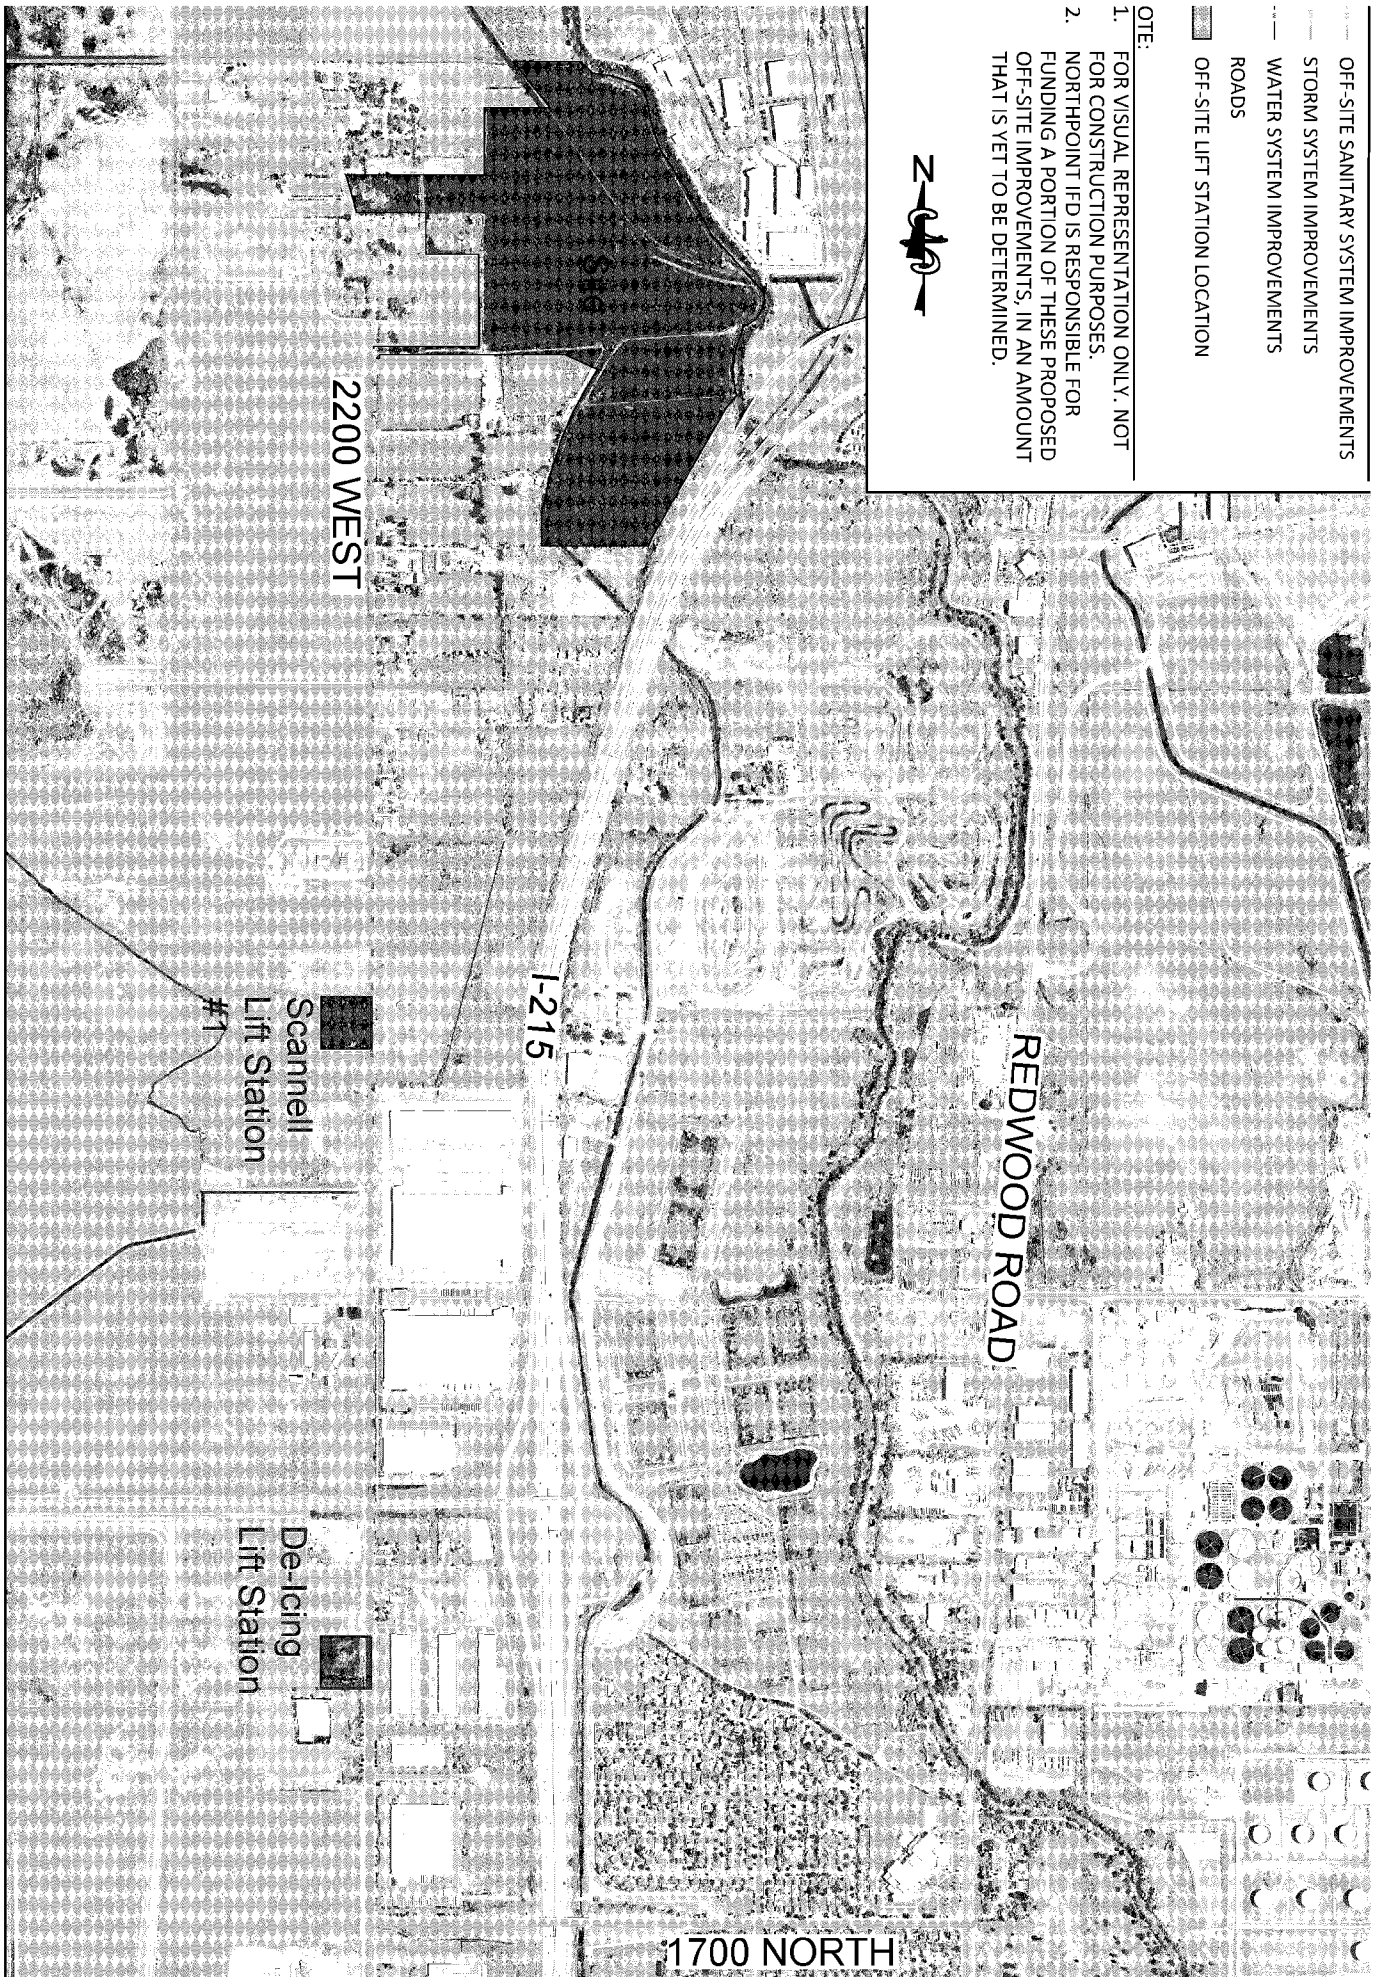 OFF-SITE SANITARY SYSTEM IMPROVEMENTS
STORM SYSTEM IMPROVEMENTS
WATER SYSTEM IMPROVEMENTS
ROADS
OFF-SITE LIFT STATION LOCATION
OTE:
1. FOR VISUAL REPRESENTATION ONLY. NOT
FOR CONSTRUCTION PURPOSES.
2. NORTHPOINT IFD IS RESPONSIBLE FOR
FUNDING A PORTION OF THESE PROPOSED
OFF-SITE IMPROVEMENTS, IN AN AMOUNT
THAT IS YET TO BE DETERMINED.
N
REDWOOD ROAD
I-215
2200 WEST
Scannell
Lift Station
#1
De-Icing
Lift Station
1700 NORTH